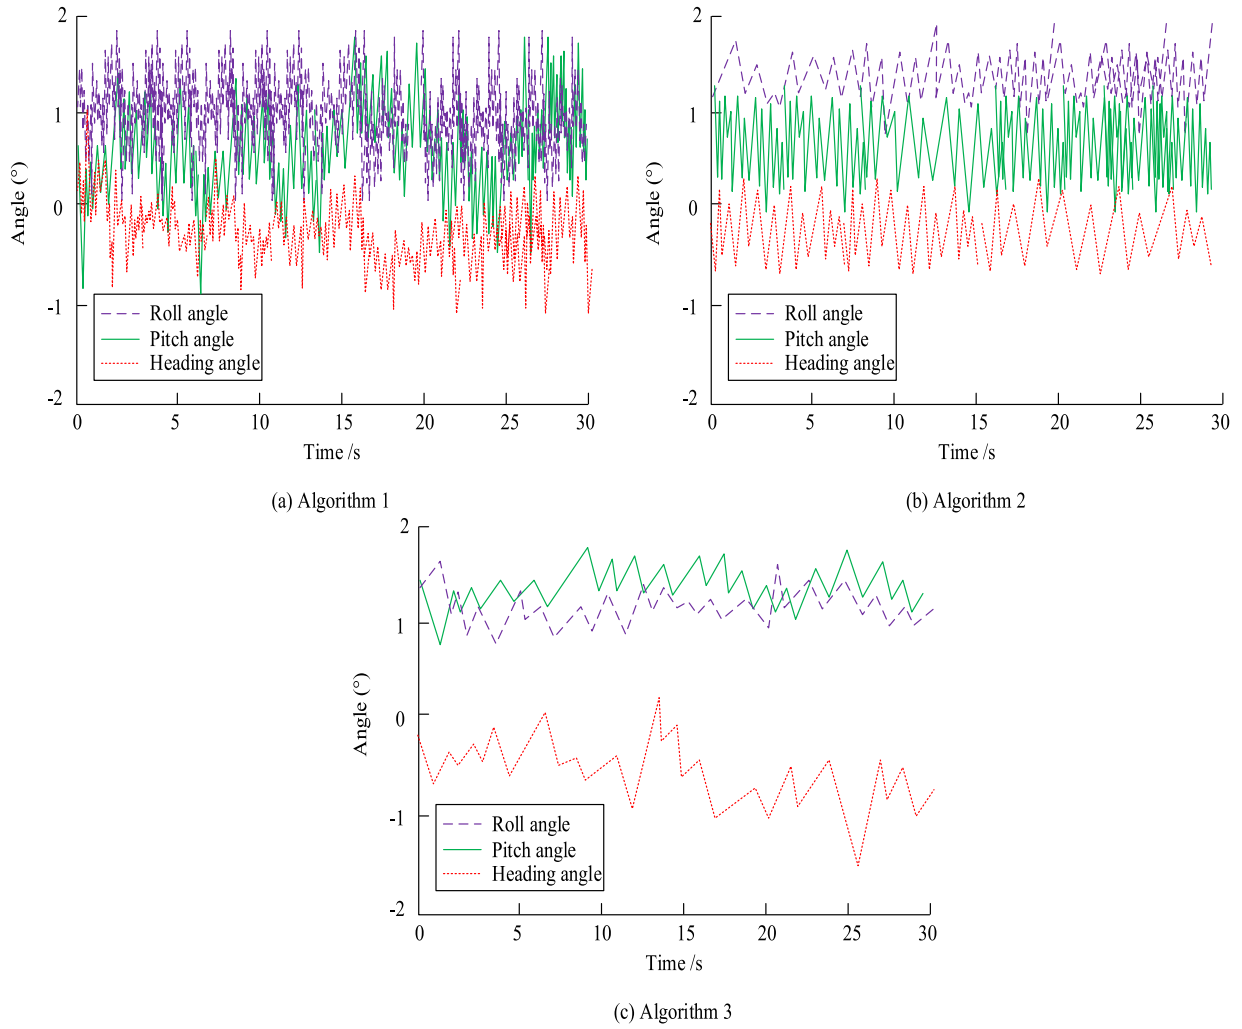 2
1
0
-1
-2
Angle (°)
Roll angle
Pitch angle
Heading angle
0 5 10 15 20 25 30
Time /s
(a) Algorithm 1
2
1
0
-1
-2
Angle (°)
Roll angle
Pitch angle
Heading angle
0 5 10 15 20 25 30
Time /s
(b) Algorithm 2
2
1
0
-1
-2
Angle (°)
Roll angle
Pitch angle
Heading angle
0 5 10 15 20 25 30
Time /s
(c) Algorithm 3